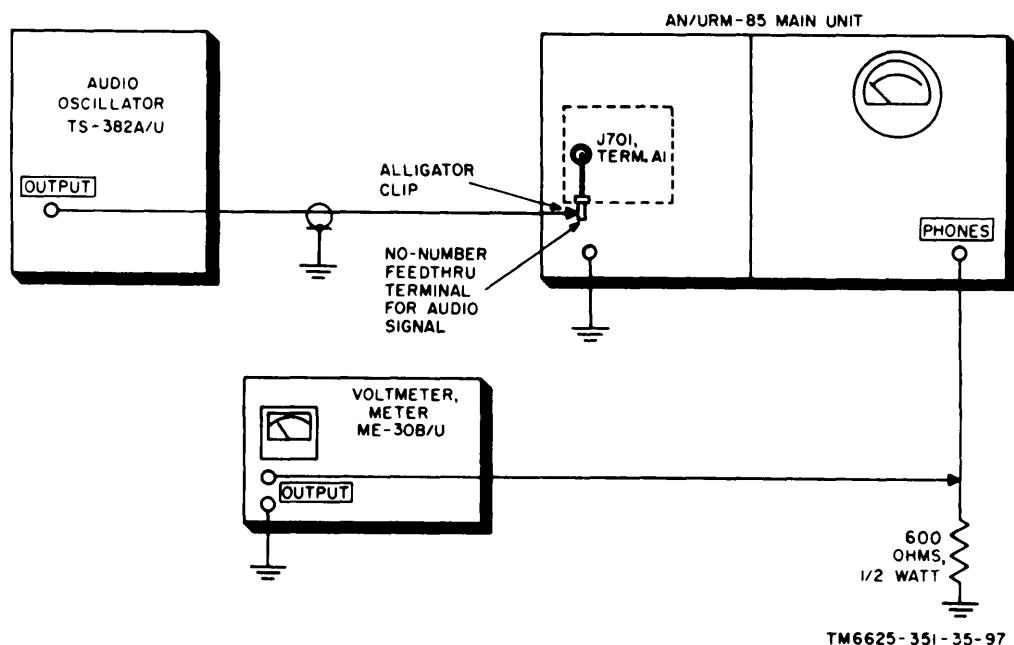 AN/URM-85 MAIN UNIT
AUDIO
OSCILLATOR
TS-382A/U
OUTPUT
ALLIGATOR
CLIP
J701,
TERM. A1
NO-NUMBER
FEEDTHRU
TERMINAL
FOR AUDIO
SIGNAL
PHONES
VOLTMETER,
METER
ME-30B/U
OUTPUT
600
OHMS,
1/2 WATT
TM6625-351-35-97